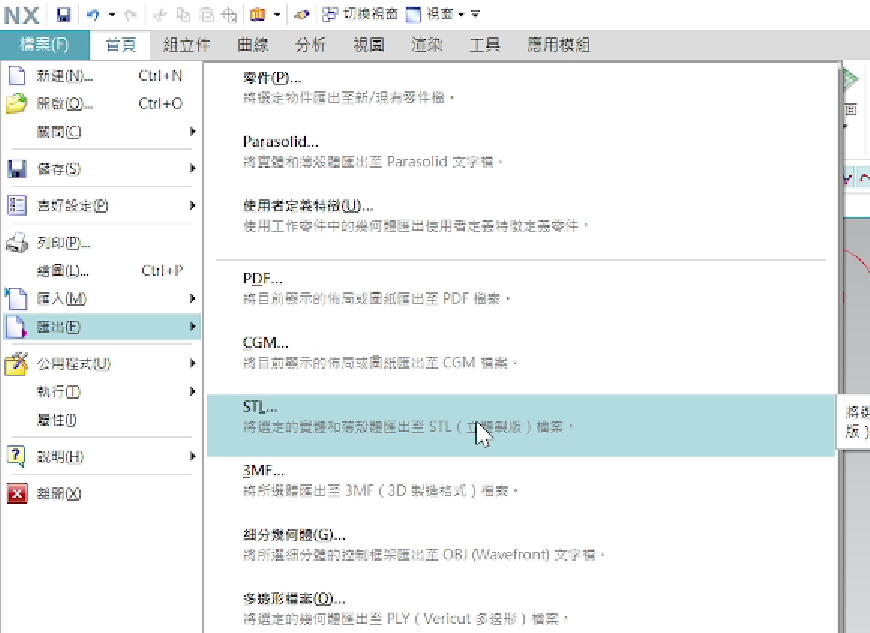 NX 切換視窗 視窗
檔案(F) 首頁 組立件 曲線 分析 視圖 渲染 工具 應用模組
新建(N)... Ctrl+N
開啟(O)... Ctrl+O
關閉(C)
儲存(S)
喜好設定(P)
列印(P)...
繪圖(L)... Ctrl+P
匯入(M)
匯出(E)
公用程式(U)
執行(T)
屬性(I)
說明(H)
離開(X)
零件(P)...
將選定物件匯出至新/現有零件檔。
Parasolid...
將實體和薄殼體匯出至 Parasolid 文字檔。
使用者定義特徵(U)...
使用工作零件中的幾何體匯出使用者定義特徵定義零件。
PDF...
將目前顯示的佈局或圖紙匯出至 PDF 檔案。
CGM...
將目前顯示的佈局或圖紙匯出至 CGM 檔案。
STL...
將選定的實體和薄殼體匯出至 STL（立體製版）檔案。
3MF...
將所選體匯出至 3MF（3D 製造格式）檔案。
細分幾何體(G)...
將所選細分體的控制框架匯出至 OBJ (Wavefront) 文字檔。
多邊形檔案(O)...
將選定的幾何體匯出至 PLY（Vericut 多邊形）檔案。
面
將選
版）